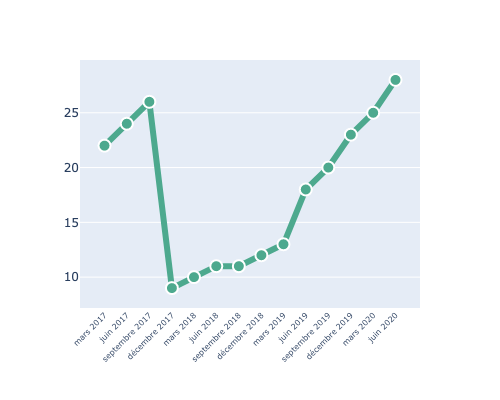 25
20
15
10
mars 2017
juin 2017
septembre 2017
décembre 2017
mars 2018
juin 2018
septembre 2018
décembre 2018
mars 2019
juin 2019
septembre 2019
décembre 2019
mars 2020
juin 2020